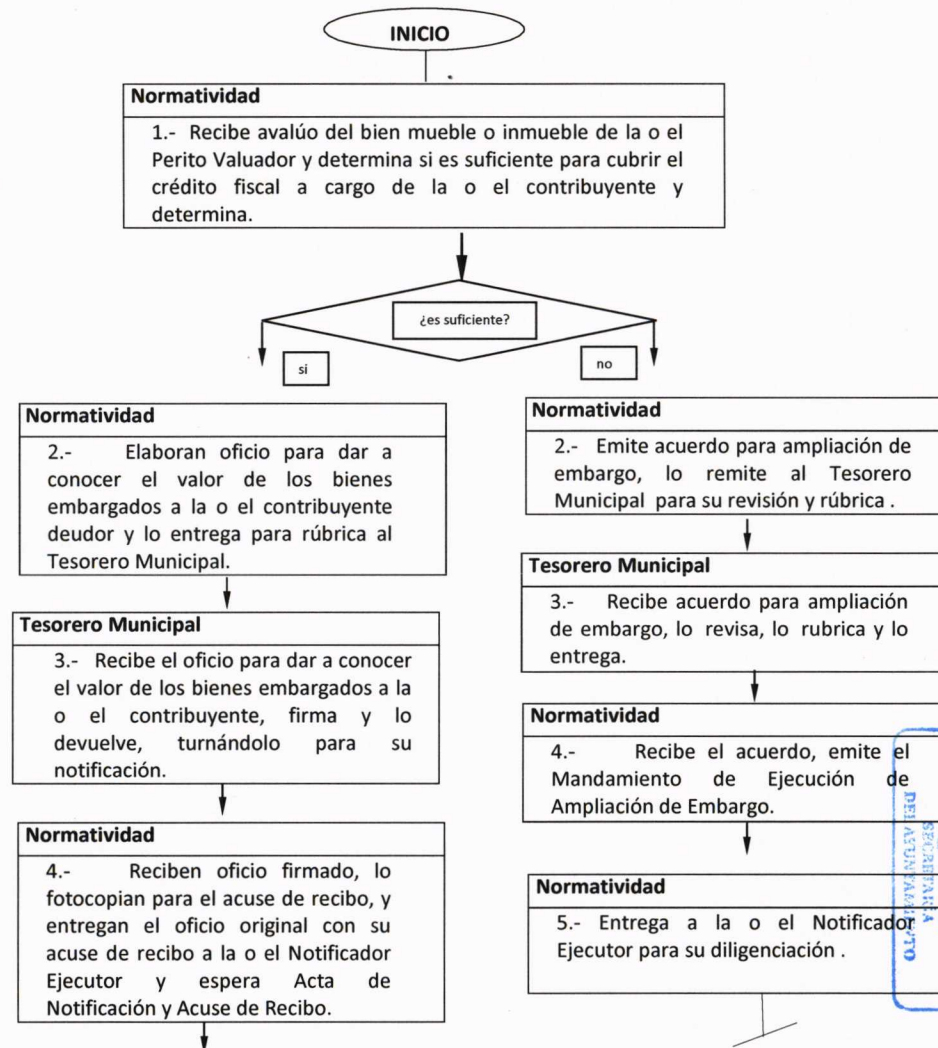 INICIO
Normatividad
1.- Recibe avalúo del bien mueble o inmueble de la o el
Perito Valuador y determina si es suficiente para cubrir el
crédito fiscal a cargo de la o el contribuyente y
determina.
¿es suficiente?
si
no
Normatividad
2.- Elaboran oficio para dar a
conocer el valor de los bienes
embargados a la o el contribuyente
deudor y lo entrega para rúbrica al
Tesorero Municipal.
Tesorero Municipal
3.- Recibe el oficio para dar a conocer
el valor de los bienes embargados a la
o el contribuyente, firma y lo
devuelve, turnándolo para su
notificación.
Normatividad
4.- Reciben oficio firmado, lo
fotocopian para el acuse de recibo, y
entregan el oficio original con su
acuse de recibo a la o el Notificador
Ejecutor y espera Acta de
Notificación y Acuse de Recibo.
Normatividad
2.- Emite acuerdo para ampliación de
embargo, lo remite al Tesorero
Municipal para su revisión y rúbrica .
Tesorero Municipal
3.- Recibe acuerdo para ampliación
de embargo, lo revisa, lo rubrica y lo
entrega.
Normatividad
4.- Recibe el acuerdo, emite el
Mandamiento de Ejecución de
Ampliación de Embargo.
Normatividad
5.- Entrega a la o el Notificador
Ejecutor para su diligenciación .
SECRETARIA
DEL AYUNTAMIENTO